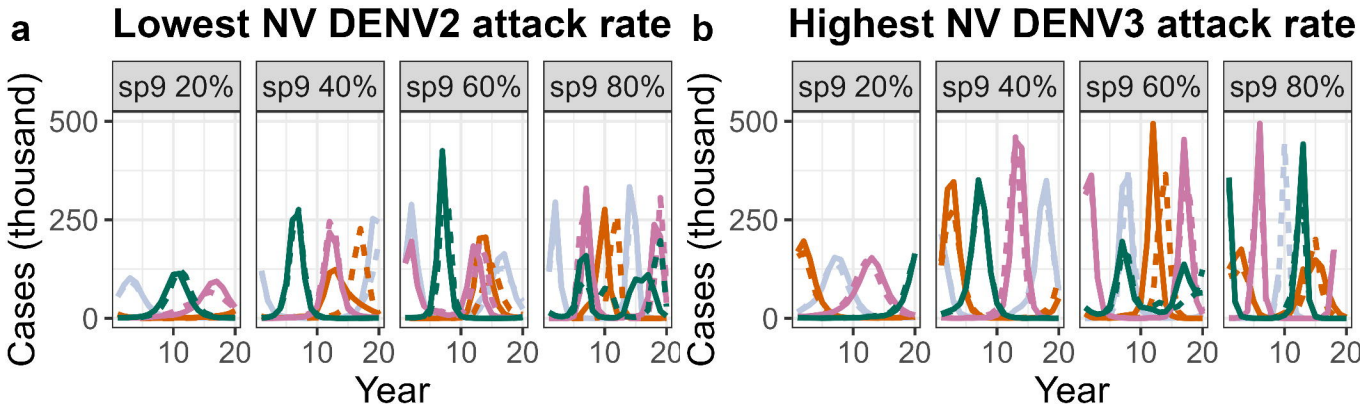 a Lowest NV DENV2 attack rate
sp9 20% sp9 40% sp9 60% sp9 80%
Cases (thousand)
500
250
0
10 20 10 20 10 20 10 20
Year
b Highest NV DENV3 attack rate
sp9 20% sp9 40% sp9 60% sp9 80%
Cases (thousand)
500
250
0
10 20 10 20 10 20 10 20
Year